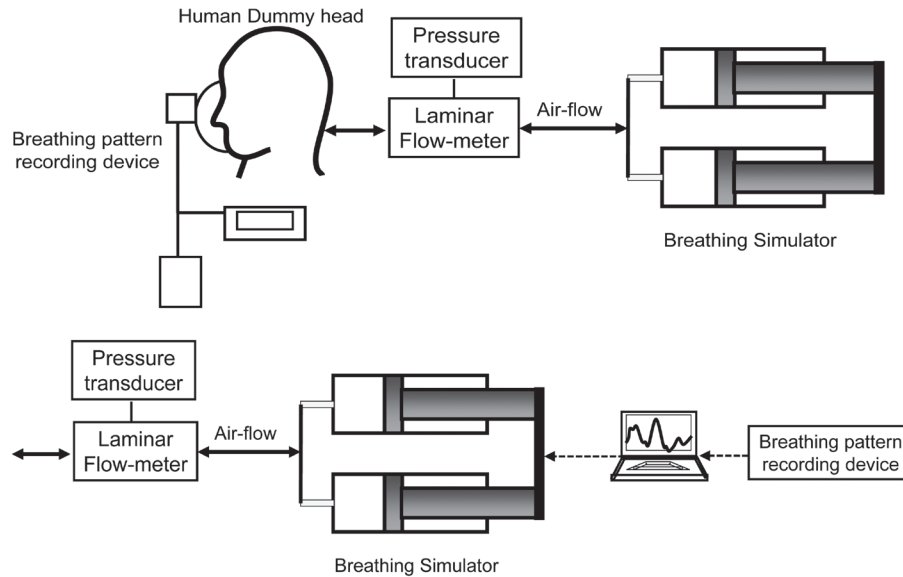 Human Dummy head
Pressure
transducer
Laminar
Flow-meter
Air-flow
Breathing pattern
recording device
Breathing Simulator
Pressure
transducer
Laminar
Flow-meter
Air-flow
Breathing pattern
recording device
Breathing Simulator